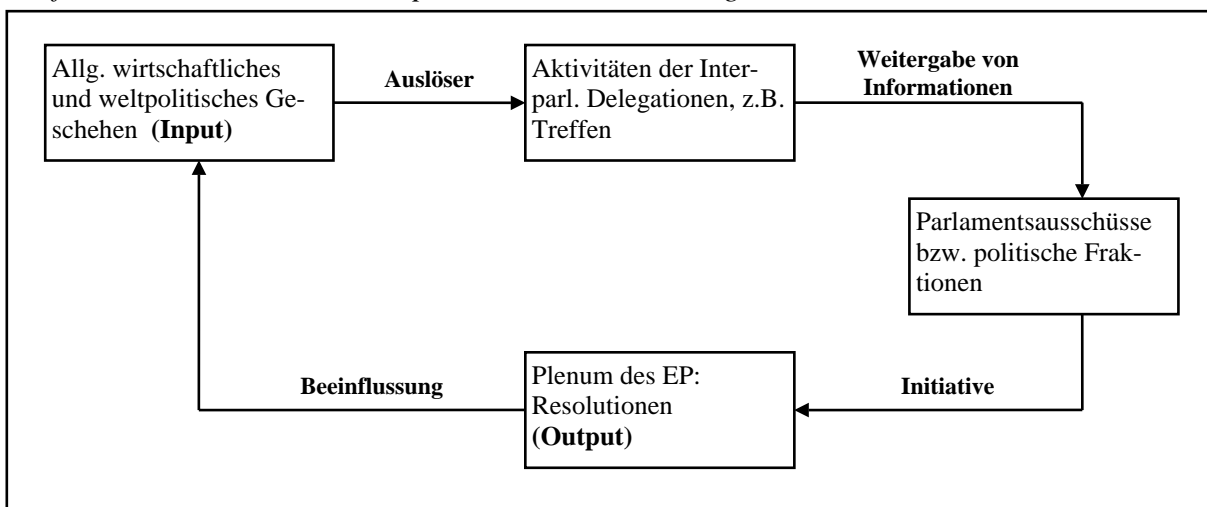 Allg. wirtschaftliches
und weltpolitisches Ge-
schehen (Input)
Auslöser
Aktivitäten der Inter-
parl. Delegationen, z.B.
Treffen
Weitergabe von
Informationen
Parlamentsausschüsse
bzw. politische Frak-
tionen
Initiative
Plenum des EP:
Resolutionen
(Output)
Beeinflussung